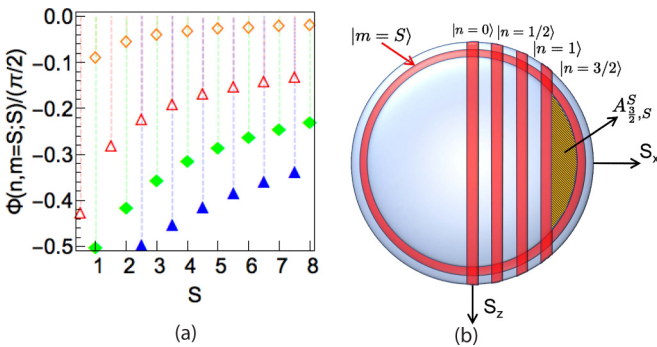 Φ(n,m=S;S)/(π/2)
0.0
-0.1
-0.2
-0.3
-0.4
-0.5
1 2 3 4 5 6 7 8
S
(a)
|m = S⟩
|n=0⟩ |n=1/2⟩
|n=1⟩
|n=3/2⟩
A^S_{3/2,S}
S_x
S_z
(b)